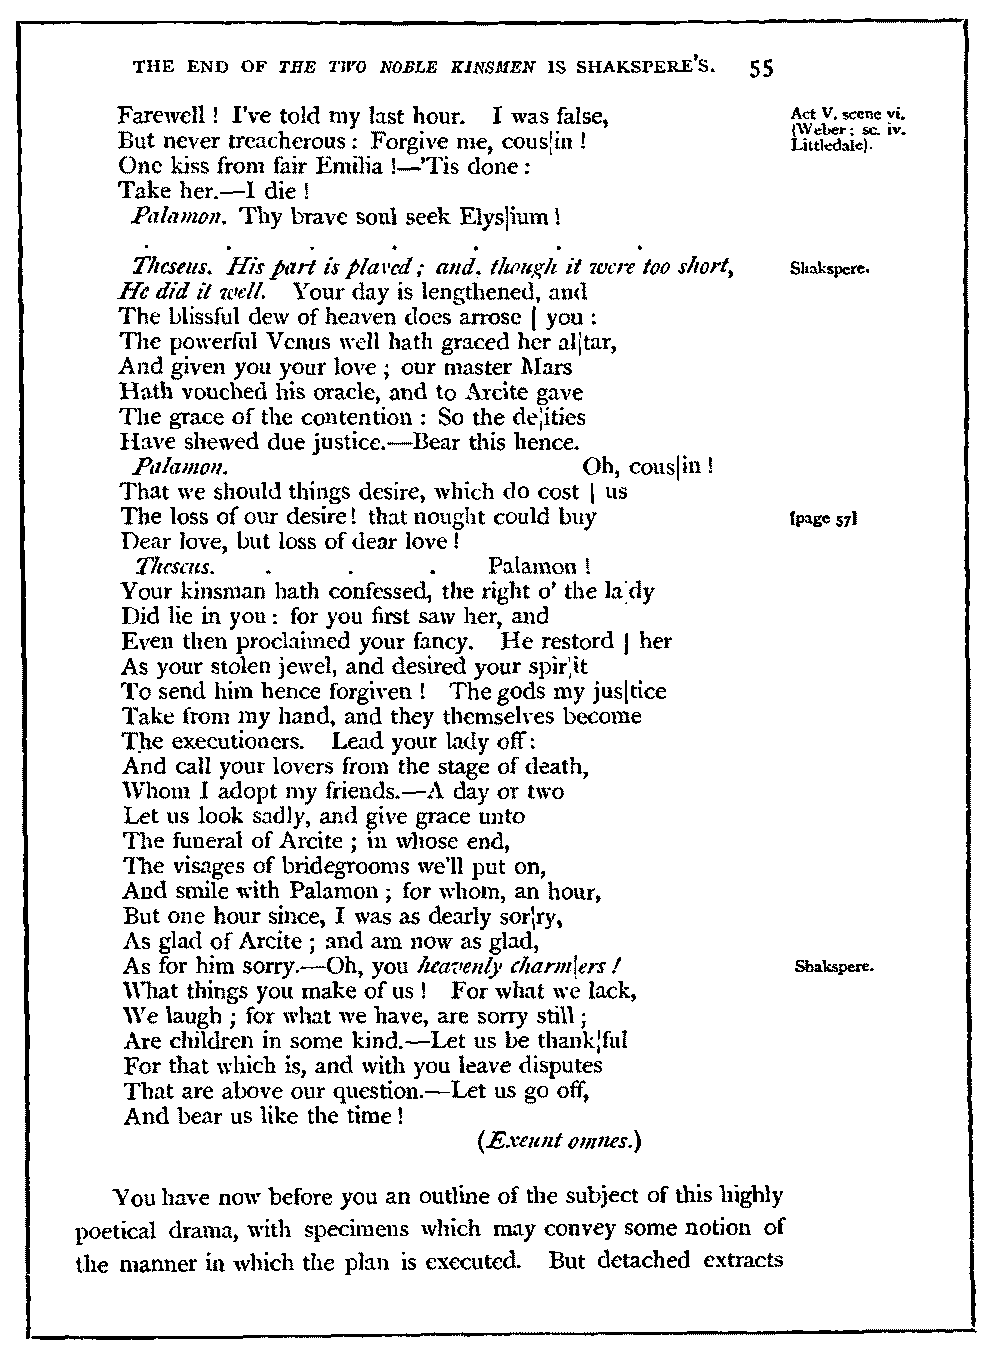 THE END OF THE TWO NOBLE KINSMEN IS SHAKSPERE'S. 55
Farewell ! I've told my last hour. I was false,
Act V. scene vi.
But never treacherous : Forgive me, cous|in !
(Weber ; sc. iv.
One kiss from fair Emilia !—'Tis done :
Littledale).
Take her.—I die !
Palamon. Thy brave soul seek Elys|ium !
. . . . . . .
Theseus. His part is played ; and, though it were too short,
Shakspere.
He did it well. Your day is lengthened, and
The blissful dew of heaven does arrose | you :
The powerful Venus well hath graced her al|tar,
And given you your love ; our master Mars
Hath vouched his oracle, and to Arcite gave
The grace of the contention : So the de|ities
Have shewed due justice.—Bear this hence.
Palamon. Oh, cous|in !
That we should things desire, which do cost | us
The loss of our desire! that nought could buy
[page 57]
Dear love, but loss of dear love !
Theseus. . . . Palamon !
Your kinsman hath confessed, the right o' the la|dy
Did lie in you : for you first saw her, and
Even then proclaimed your fancy. He restord | her
As your stolen jewel, and desired your spir|it
To send him hence forgiven ! The gods my jus|tice
Take from my hand, and they themselves become
The executioners. Lead your lady off :
And call your lovers from the stage of death,
Whom I adopt my friends.—A day or two
Let us look sadly, and give grace unto
The funeral of Arcite ; in whose end,
The visages of bridegrooms we'll put on,
And smile with Palamon ; for whom, an hour,
But one hour since, I was as dearly sor|ry,
As glad of Arcite ; and am now as glad,
As for him sorry.—Oh, you heavenly charm|ers !
Shakspere.
What things you make of us ! For what we lack,
We laugh ; for what we have, are sorry still ;
Are children in some kind.—Let us be thank|ful
For that which is, and with you leave disputes
That are above our question.—Let us go off,
And bear us like the time !
(Exeunt omnes.)
You have now before you an outline of the subject of this highly
poetical drama, with specimens which may convey some notion of
the manner in which the plan is executed. But detached extracts